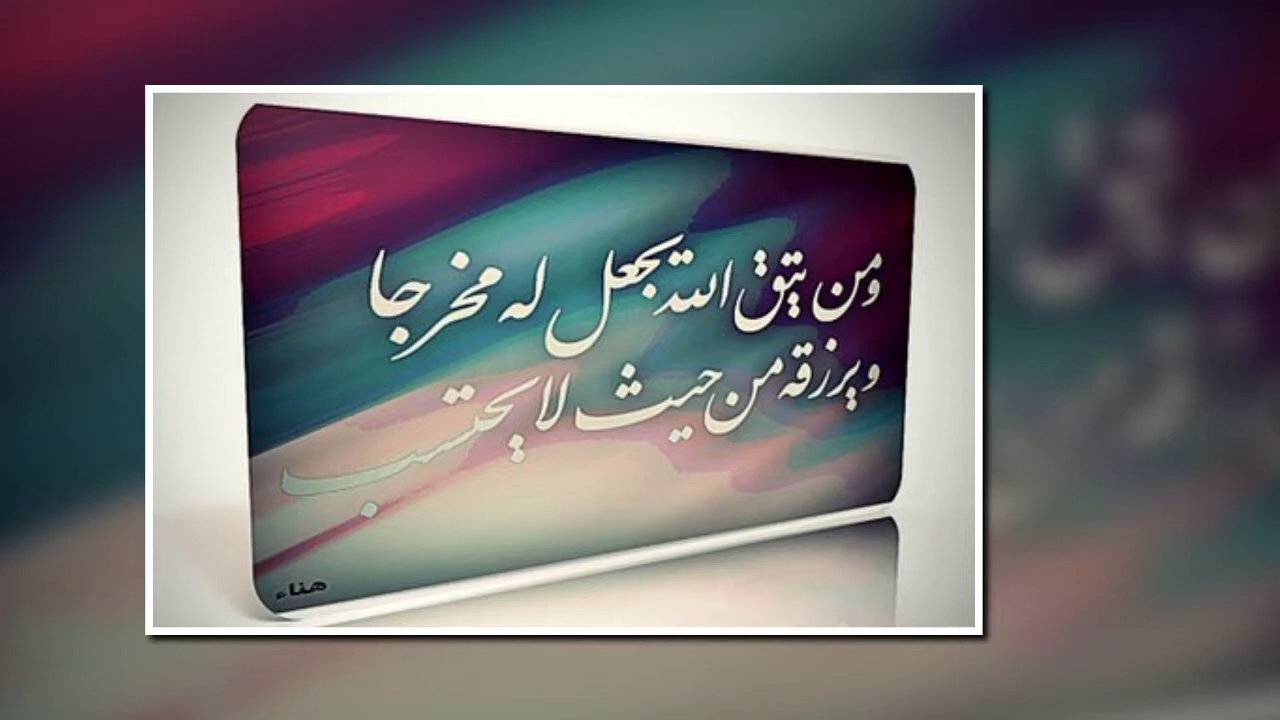 ومن يتق الله يجعل له مخرجا
ويرزقه من حيث لا يحتسب
هناء